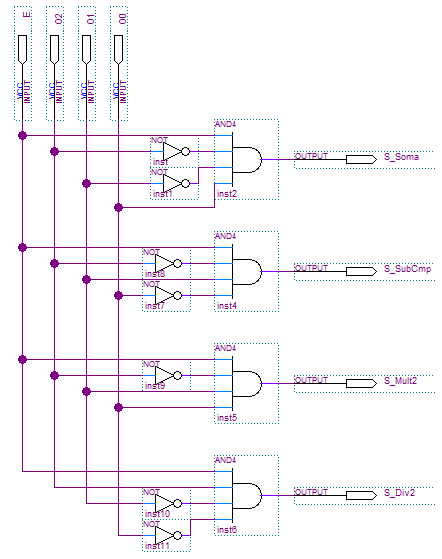 E
O2
O1
O0
VCC
INPUT
VCC
INPUT
VCC
INPUT
VCC
INPUT
AND4
NOT
inst
NOT
inst1
inst2
OUTPUT
S_Soma
AND4
NOT
inst8
NOT
inst7
inst4
OUTPUT
S_SubCmp
AND4
NOT
inst9
inst5
OUTPUT
S_Mult2
AND4
NOT
inst10
NOT
inst11
inst6
OUTPUT
S_Div2